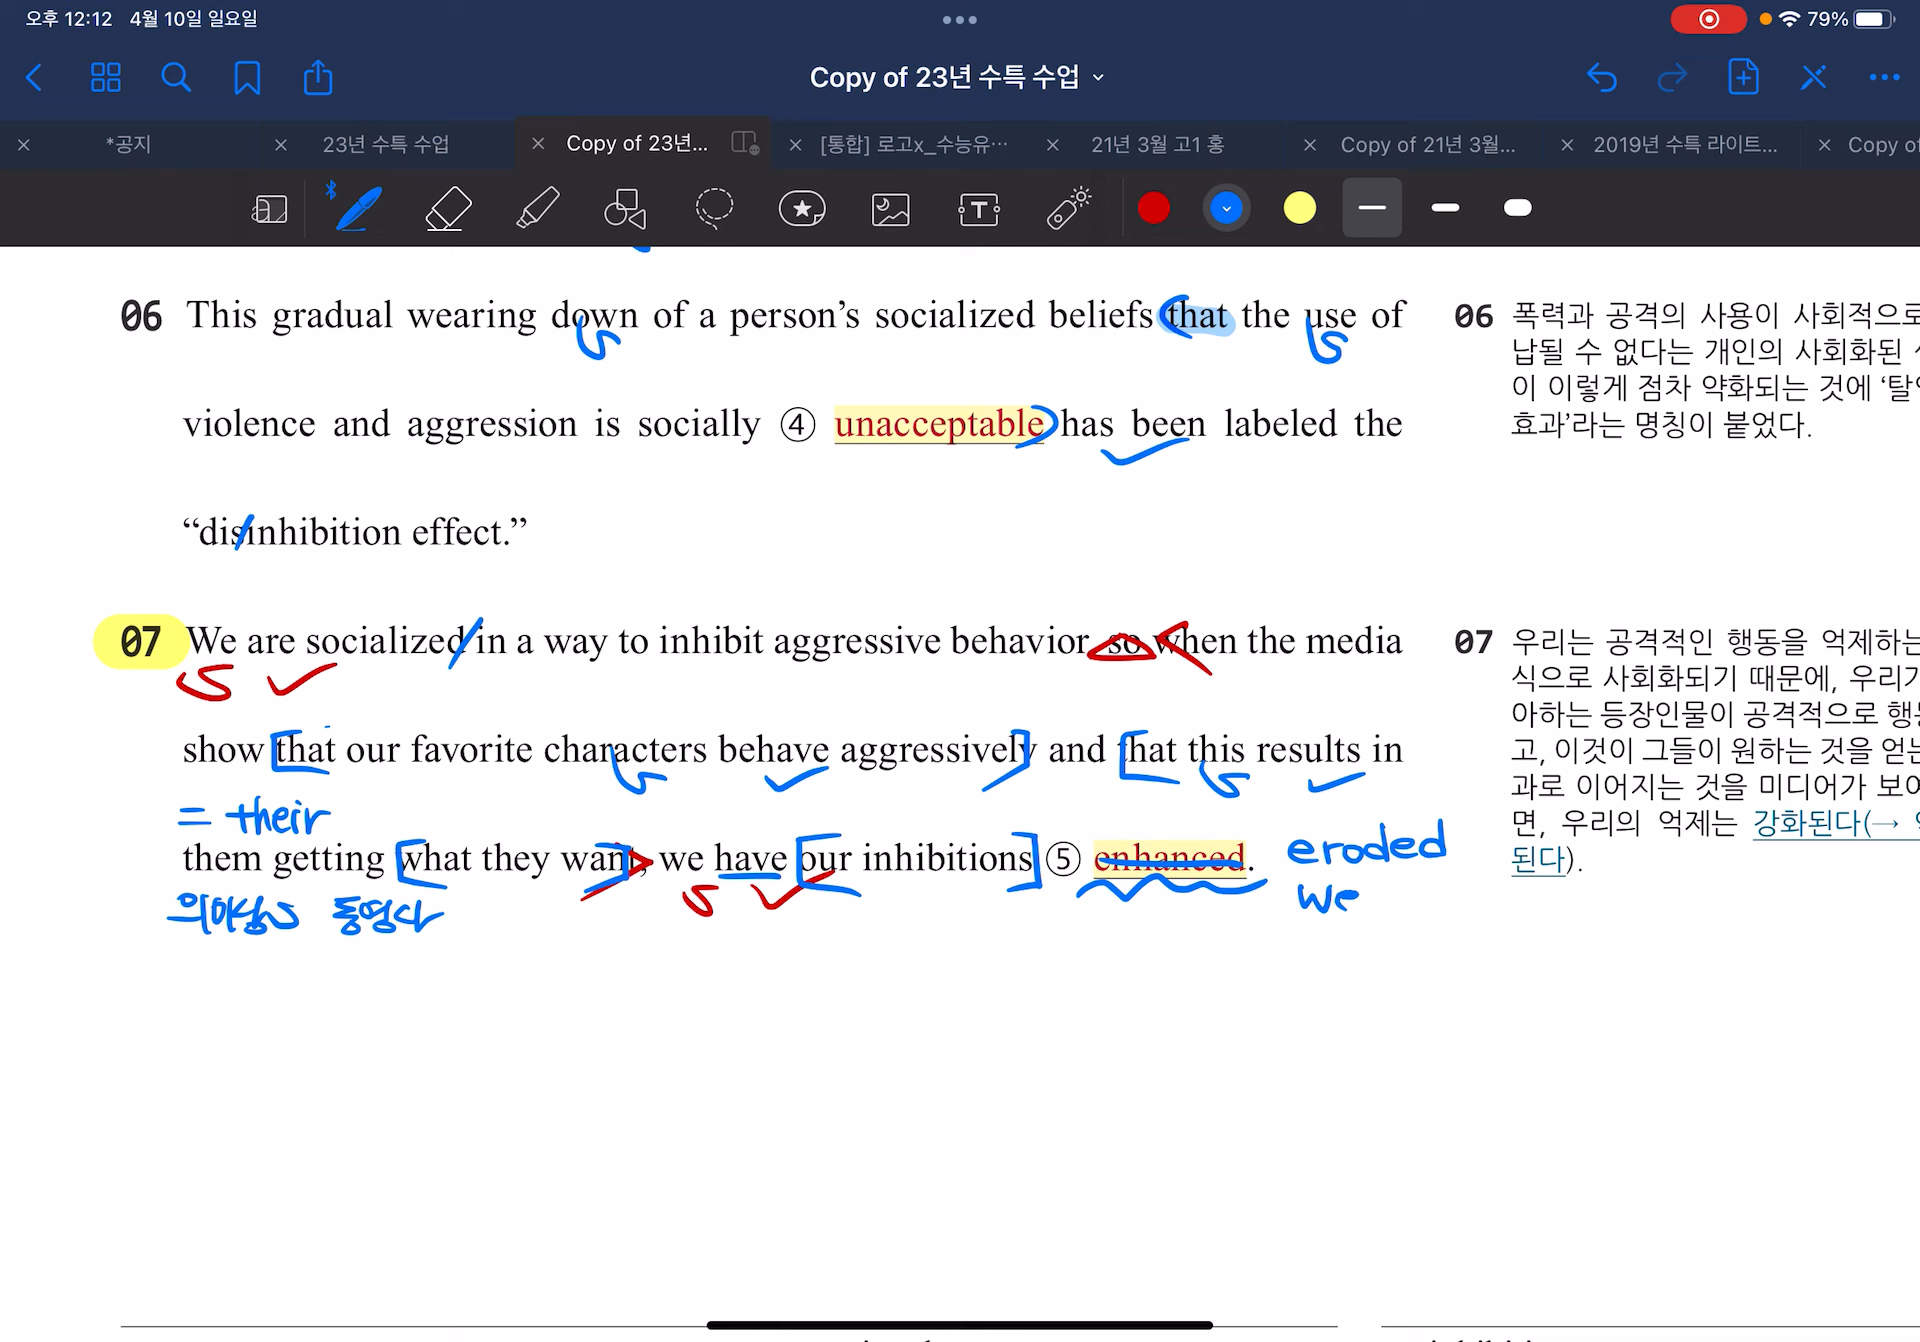 오후 12:12 4월 10일 일요일
79%
Copy of 23년 수특 수업
*공지
23년 수특 수업
Copy of 23년...
[통합] 로고x_수능유…
21년 3월 고1 홍
Copy of 21년 3월...
2019년 수특 라이트...
Copy of
06 This gradual wearing down of a person’s socialized beliefs that the use of
violence and aggression is socially ④ unacceptable has been labeled the
“disinhibition effect.”
06 폭력과 공격의 사용이 사회적으로
납될 수 없다는 개인의 사회화된
이 이렇게 점차 약화되는 것에 ‘탈
효과’라는 명칭이 붙었다.
07 We are socialized in a way to inhibit aggressive behavior, so when the media
show that our favorite characters behave aggressively and that this results in
= their
them getting what they want, we have our inhibitions ⑤ enhanced. eroded
의미상 S 동명사 we
07 우리는 공격적인 행동을 억제하는
식으로 사회화되기 때문에, 우리가
아하는 등장인물이 공격적으로 행
고, 이것이 그들이 원하는 것을 얻는
과로 이어지는 것을 미디어가 보여
면, 우리의 억제는 강화된다(→
된다).